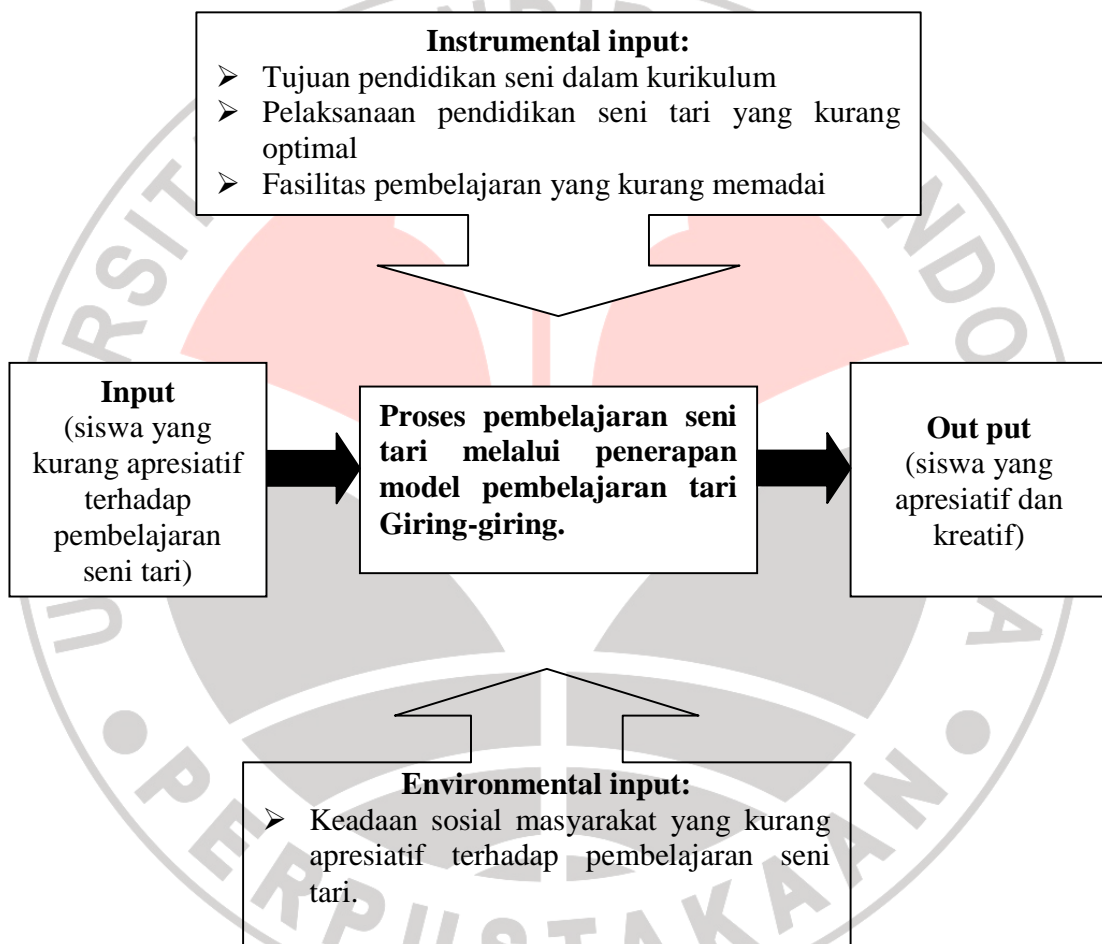 Instrumental input:
➢ Tujuan pendidikan seni dalam kurikulum
➢ Pelaksanaan pendidikan seni tari yang kurang
optimal
➢ Fasilitas pembelajaran yang kurang memadai
Input
(siswa yang
kurang apresiatif
terhadap
pembelajaran
seni tari)
Proses pembelajaran seni
tari melalui penerapan
model pembelajaran tari
Giring-giring.
Out put
(siswa yang
apresiatif dan
kreatif)
Environmental input:
➢ Keadaan sosial masyarakat yang kurang
apresiatif terhadap pembelajaran seni
tari.
PERPUSTAKAAN